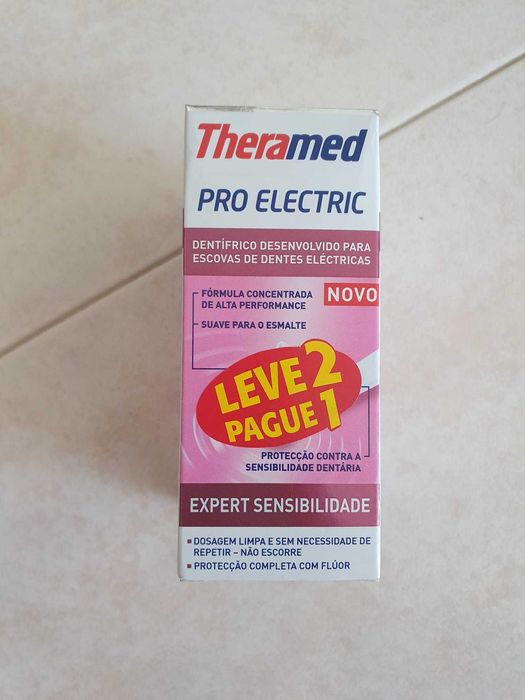 Theramed
PRO ELECTRIC
DENTÍFRICO DESENVOLVIDO PARA
ESCOVAS DE DENTES ELÉCTRICAS
FÓRMULA CONCENTRADA
DE ALTA PERFORMANCE
NOVO
SUAVE PARA O ESMALTE
LEVE 2
PAGUE 1
PROTECÇÃO CONTRA A
SENSIBILIDADE DENTÁRIA
EXPERT SENSIBILIDADE
▪ DOSAGEM LIMPA E SEM NECESSIDADE DE
REPETIR – NÃO ESCORRE
▪ PROTECÇÃO COMPLETA COM FLÚOR